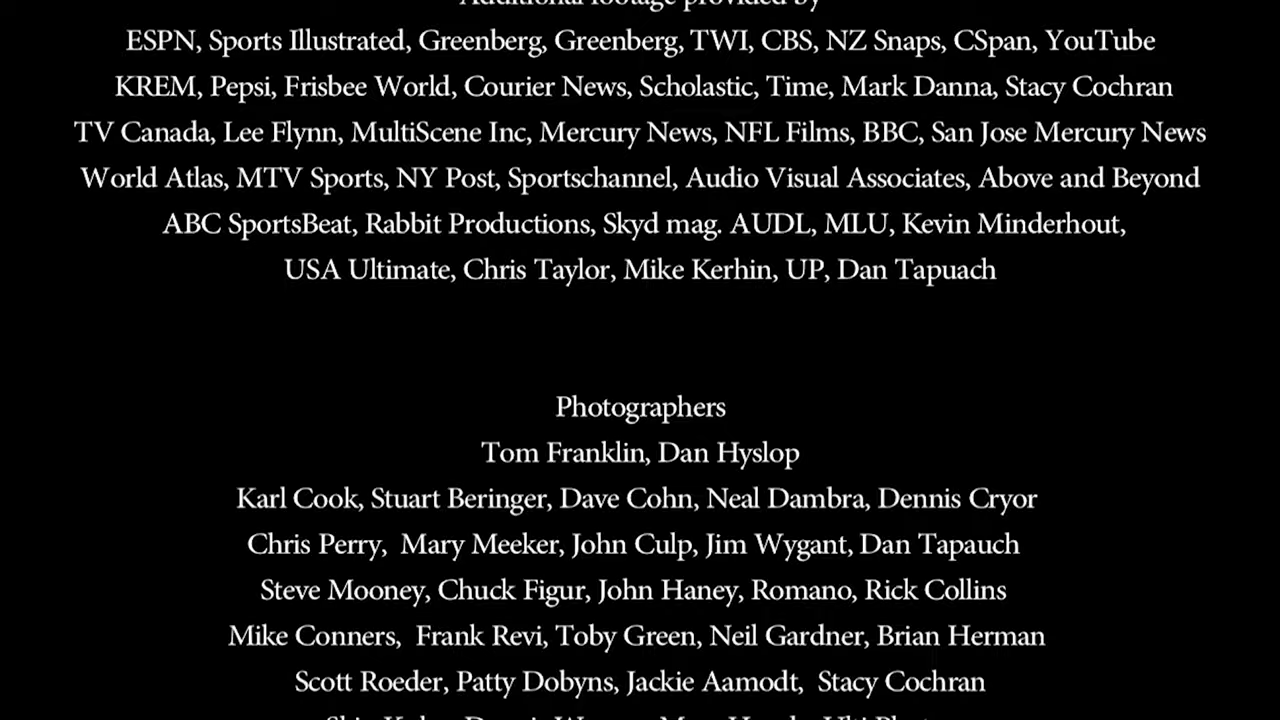 Additional footage provided by
ESPN, Sports Illustrated, Greenberg, Greenberg, TWI, CBS, NZ Snaps, CSpan, YouTube
KREM, Pepsi, Frisbee World, Courier News, Scholastic, Time, Mark Danna, Stacy Cochran
TV Canada, Lee Flynn, MultiScene Inc, Mercury News, NFL Films, BBC, San Jose Mercury News
World Atlas, MTV Sports, NY Post, Sportschannel, Audio Visual Associates, Above and Beyond
ABC SportsBeat, Rabbit Productions, Skyd mag. AUDL, MLU, Kevin Minderhout,
USA Ultimate, Chris Taylor, Mike Kerhin, UP, Dan Tapuach
Photographers
Tom Franklin, Dan Hyslop
Karl Cook, Stuart Beringer, Dave Cohn, Neal Dambra, Dennis Cryor
Chris Perry, Mary Meeker, John Culp, Jim Wygant, Dan Tapauch
Steve Mooney, Chuck Figur, John Haney, Romano, Rick Collins
Mike Conners, Frank Revi, Toby Green, Neil Gardner, Brian Herman
Scott Roeder, Patty Dobyns, Jackie Aamodt, Stacy Cochran